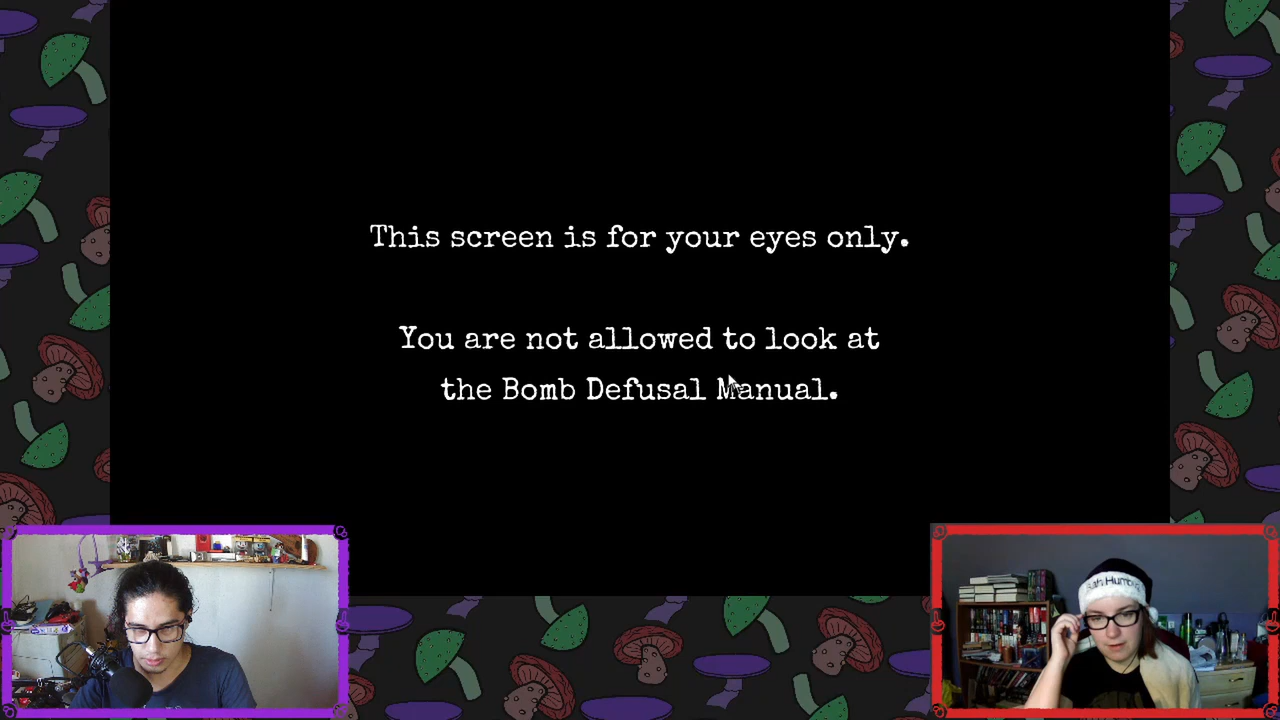 This screen is for your eyes only.
You are not allowed to look at
the Bomb Defusal Manual.